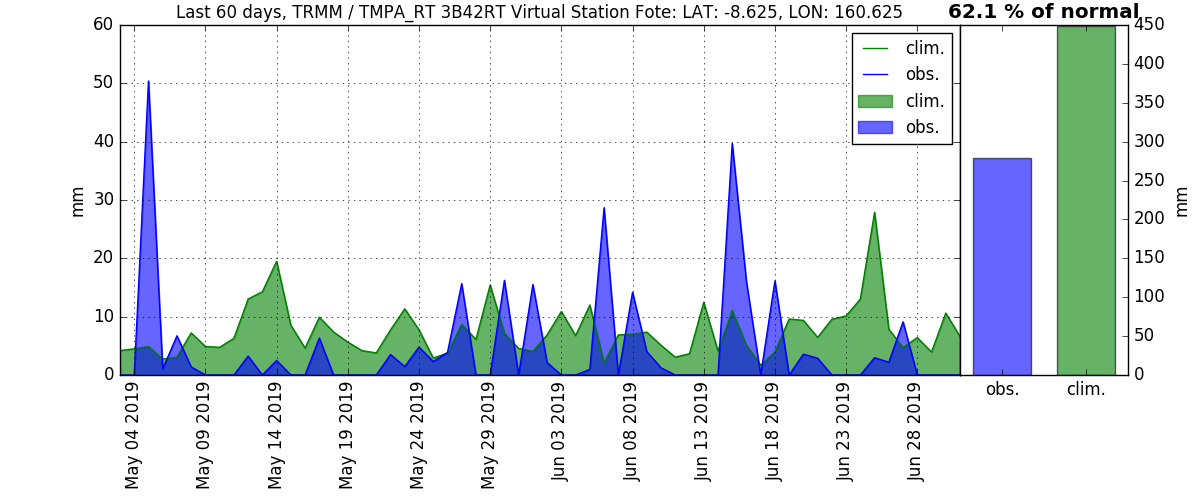 Last 60 days, TRMM / TMPA_RT 3B42RT Virtual Station Fote: LAT: -8.625, LON: 160.625
62.1 % of normal
60
50
40
30
20
10
0
mm
clim.
obs.
clim.
obs.
450
400
350
300
250
200
150
100
50
0
mm
obs.
clim.
May 04 2019
May 09 2019
May 14 2019
May 19 2019
May 24 2019
May 29 2019
Jun 03 2019
Jun 08 2019
Jun 13 2019
Jun 18 2019
Jun 23 2019
Jun 28 2019